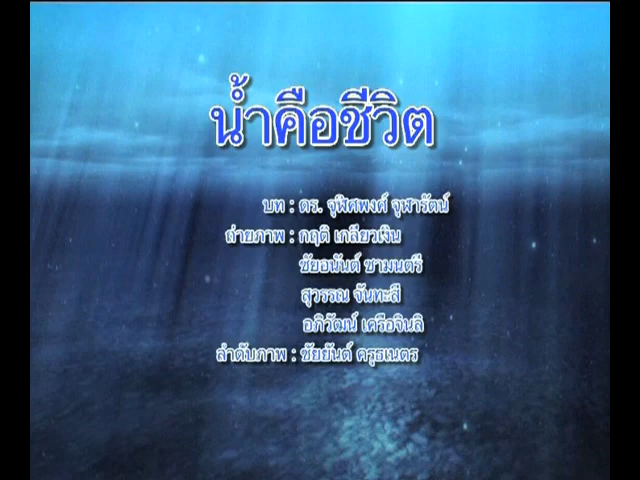 น้ำคือชีวิต
บท : ดร. จุฬิศพงศ์ จุฬารัตน์
ถ่ายภาพ : กฤติ เกลียวเงิน
ชัยอนันต์ ชามนตรี
สุวรรณ จันทะสี
อภิวัฒน์ เครือจินลิ
ลำดับภาพ : ชัยยันต์ ครุธเนตร